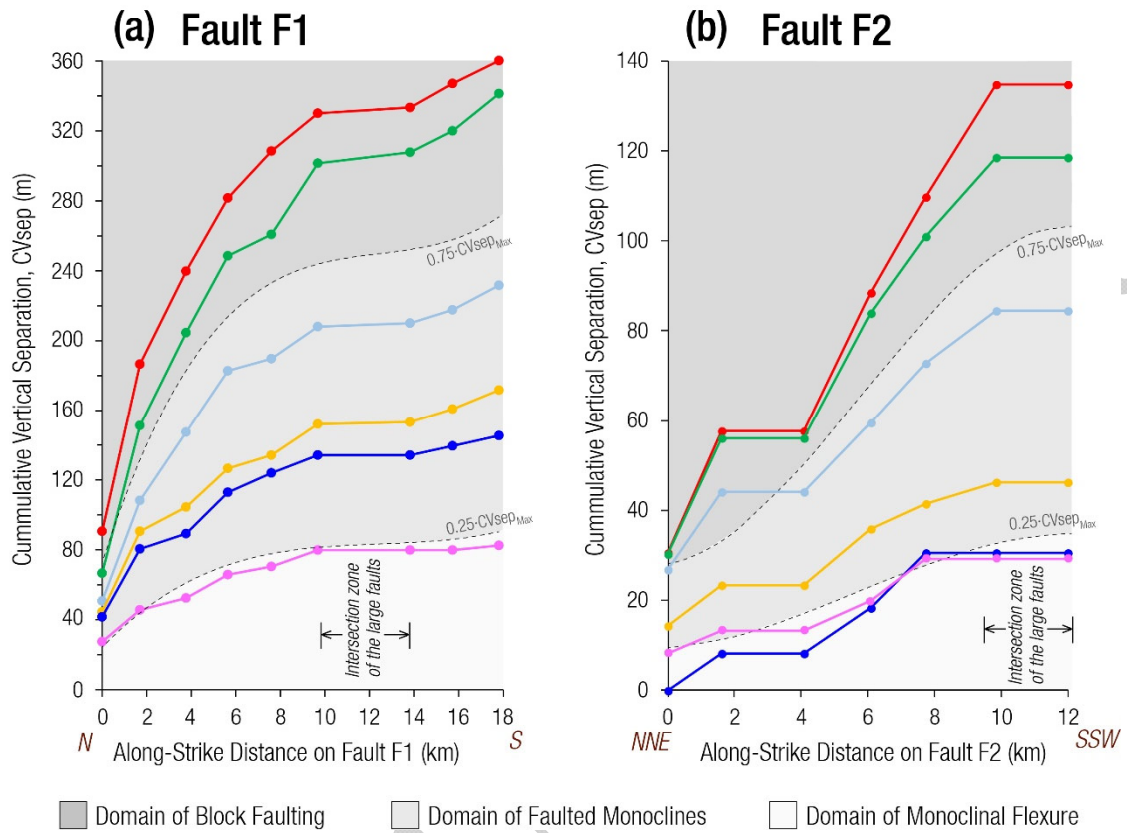 (a) Fault F1
360
320
280
240
200
160
120
80
40
0
Cummulative Vertical Separation, CVsep (m)
0.75·CVsepMax
0.25·CVsepMax
Intersection zone
of the large faults
0 2 4 6 8 10 12 14 16 18
N S
Along-Strike Distance on Fault F1 (km)
(b) Fault F2
140
120
100
80
60
40
20
0
Cummulative Vertical Separation, CVsep (m)
0.75·CVsepMax
0.25·CVsepMax
Intersection zone
of the large faults
0 2 4 6 8 10 12
NNE SSW
Along-Strike Distance on Fault F2 (km)
Domain of Block Faulting Domain of Faulted Monoclines Domain of Monoclinal Flexure